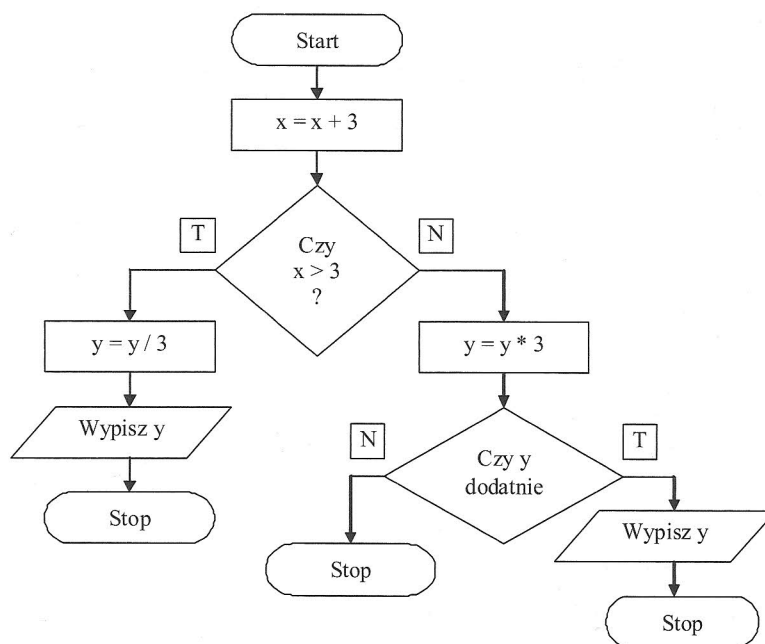 Start
x = x + 3
T
N
Czy
x > 3
?
y = y / 3
y = y * 3
Wypisz y
N
T
Czy y
dodatnie
Stop
Wypisz y
Stop
Stop